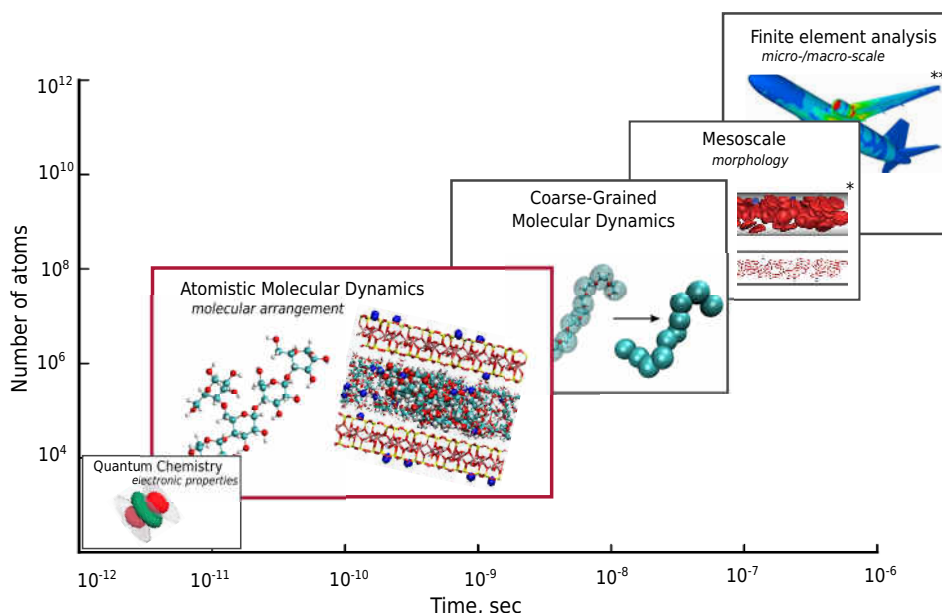 Finite element analysis
micro-/macro-scale
**
Mesoscale
morphology
*
Coarse-Grained
Molecular Dynamics
Atomistic Molecular Dynamics
molecular arrangement
Quantum Chemistry
electronic properties
Number of atoms
10^12
10^10
10^8
10^6
10^4
10^-12
10^-11
10^-10
10^-9
10^-8
10^-7
10^-6
Time, sec